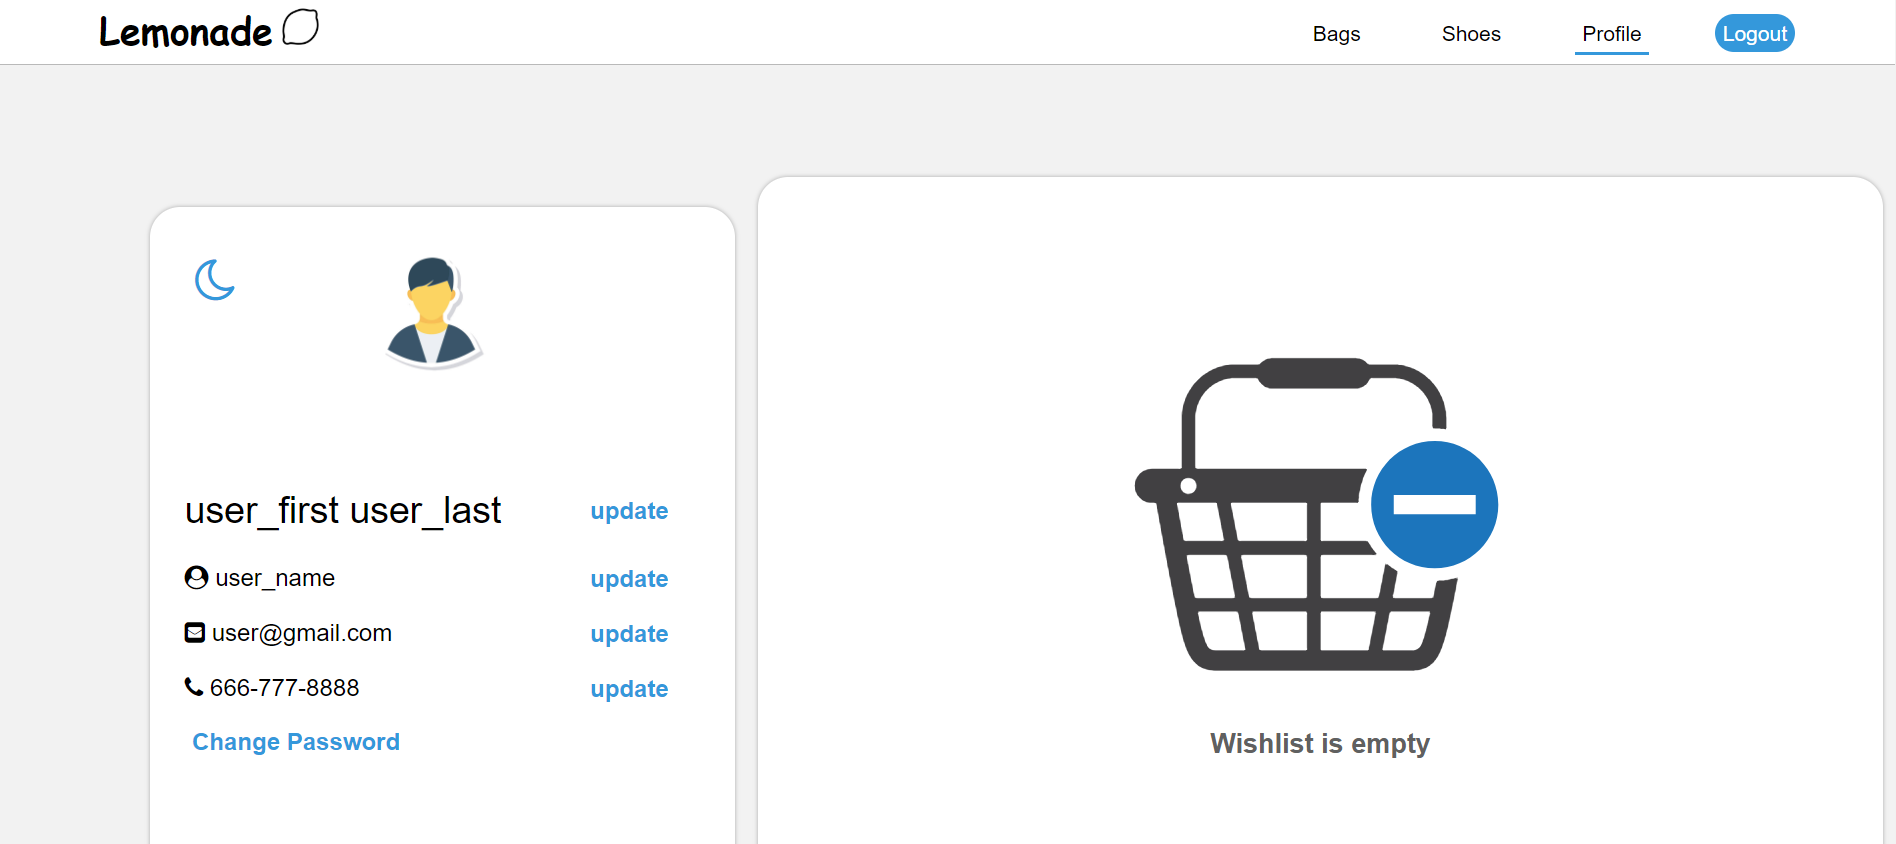 Lemonade
Bags Shoes Profile Logout
user_first user_last update
user_name update
user@gmail.com update
666-777-8888 update
Change Password
Wishlist is empty